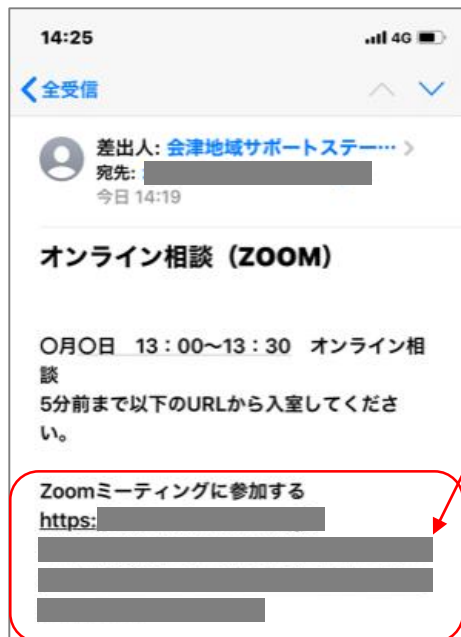 14:25
4G
全受信
差出人: 会津地域サポートステー…
宛先:
今日 14:19
オンライン相談（ZOOM）
〇月〇日　13：00～13：30　オンライン相
談
5分前まで以下のURLから入室してくださ
い。
Zoomミーティングに参加する
https: